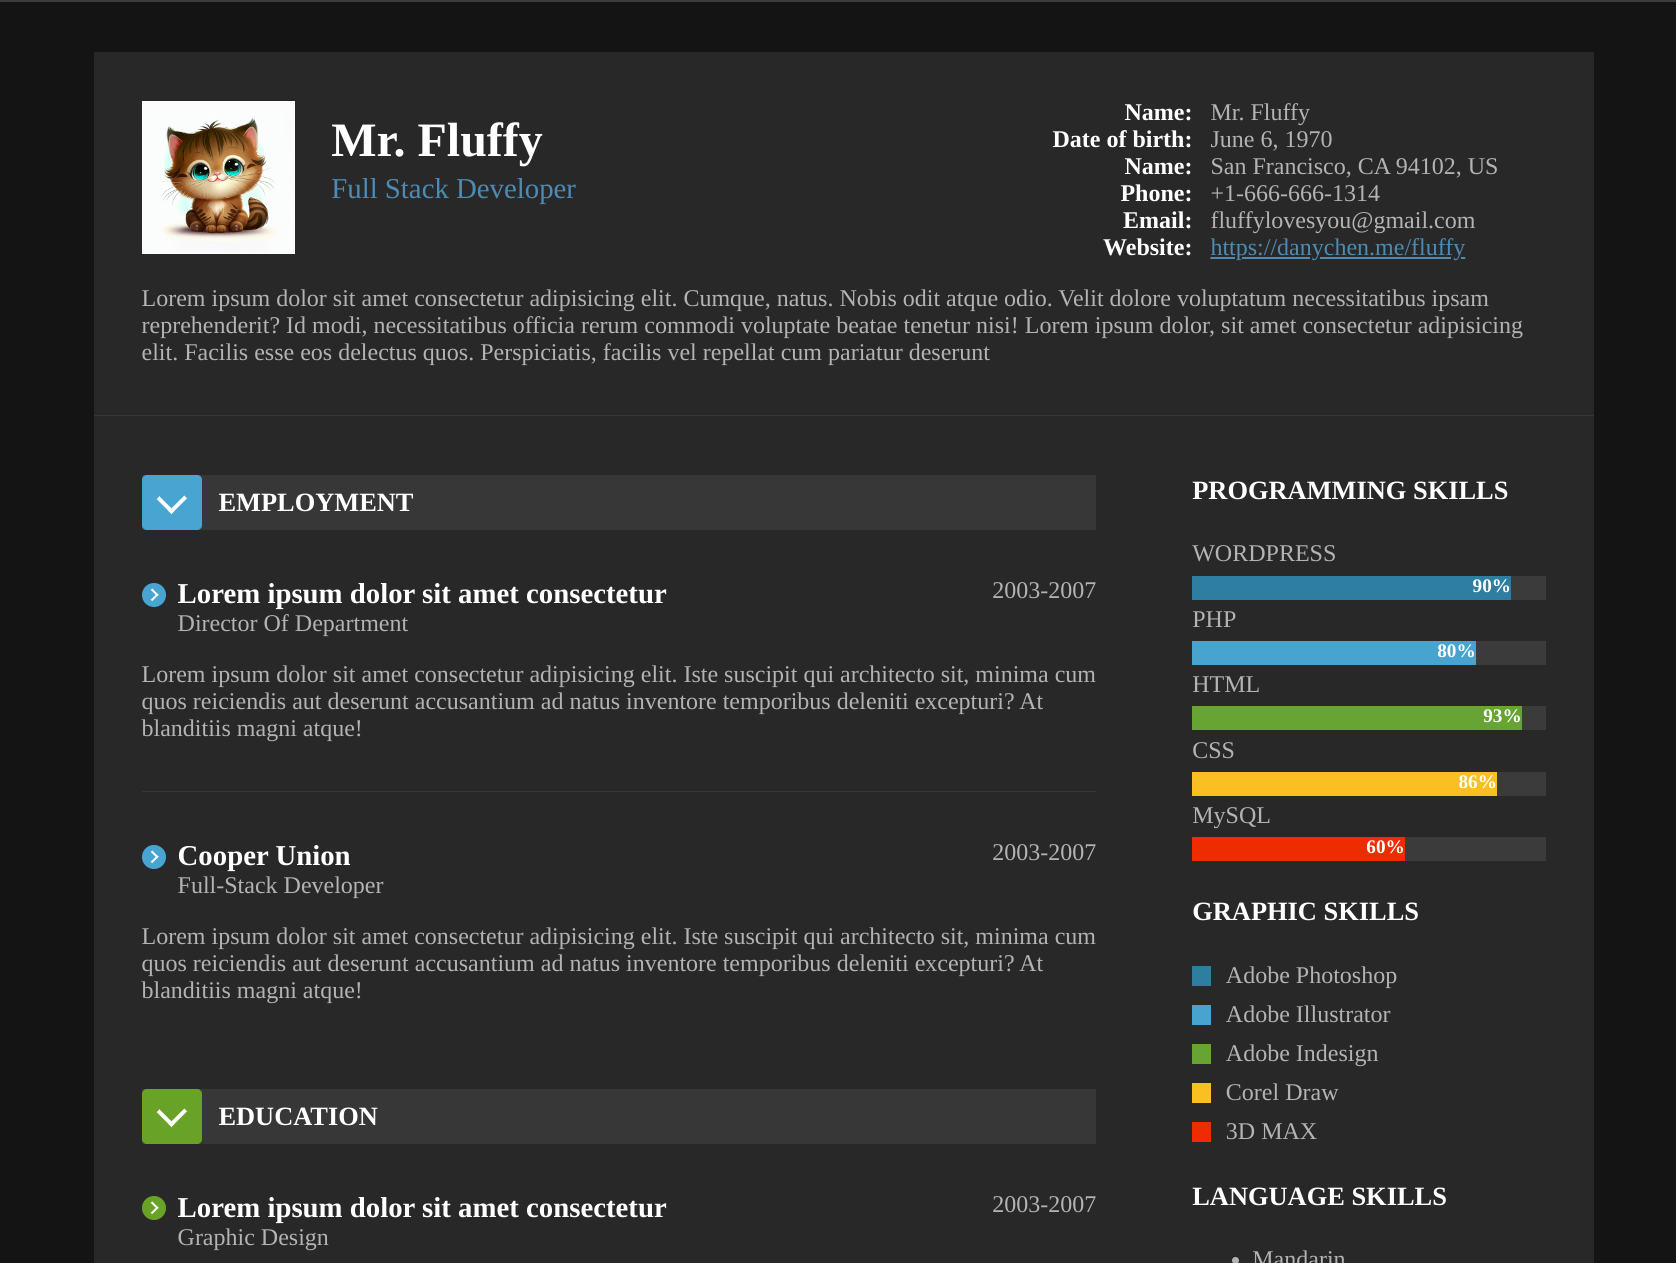 Mr. Fluffy
Full Stack Developer
Name: Mr. Fluffy
Date of birth: June 6, 1970
Name: San Francisco, CA 94102, US
Phone: +1-666-666-1314
Email: fluffylovesyou@gmail.com
Website: https://danychen.me/fluffy
Lorem ipsum dolor sit amet consectetur adipisicing elit. Cumque, natus. Nobis odit atque odio. Velit dolore voluptatum necessitatibus ipsam
reprehenderit? Id modi, necessitatibus officia rerum commodi voluptate beatae tenetur nisi! Lorem ipsum dolor, sit amet consectetur adipisicing
elit. Facilis esse eos delectus quos. Perspiciatis, facilis vel repellat cum pariatur deserunt
EMPLOYMENT
Lorem ipsum dolor sit amet consectetur 2003-2007
Director Of Department
Lorem ipsum dolor sit amet consectetur adipisicing elit. Iste suscipit qui architecto sit, minima cum
quos reiciendis aut deserunt accusantium ad natus inventore temporibus deleniti excepturi? At
blanditiis magni atque!
Cooper Union 2003-2007
Full-Stack Developer
Lorem ipsum dolor sit amet consectetur adipisicing elit. Iste suscipit qui architecto sit, minima cum
quos reiciendis aut deserunt accusantium ad natus inventore temporibus deleniti excepturi? At
blanditiis magni atque!
EDUCATION
Lorem ipsum dolor sit amet consectetur 2003-2007
Graphic Design
PROGRAMMING SKILLS
WORDPRESS
90%
PHP
80%
HTML
93%
CSS
86%
MySQL
60%
GRAPHIC SKILLS
Adobe Photoshop
Adobe Illustrator
Adobe Indesign
Corel Draw
3D MAX
LANGUAGE SKILLS
Mandarin